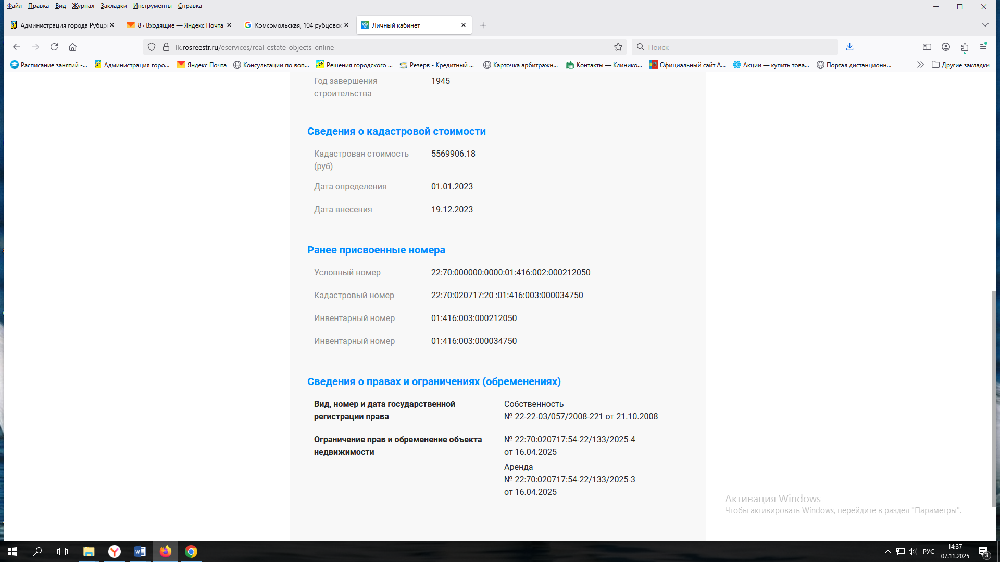 Файл Правка Вид Журнал Закладки Инструменты Справка
Администрация города Рубцо
8 · Входящие — Яндекс Почта
Комсомольская, 104 рубцовск
Личный кабинет
lk.rosreestr.ru/eservices/real-estate-objects-online
Поиск
Расписание занятий -...
Администрация горо...
Яндекс Почта
Консультации по воп...
Решения городского ...
Резерв - Кредитный ...
Карточка арбитражн...
Контакты — Клинико...
Официальный сайт А...
Акции — купить това...
Портал дистанционн...
Другие закладки
Год завершения 1945
строительства
Сведения о кадастровой стоимости
Кадастровая стоимость 5569906.18
(руб)
Дата определения 01.01.2023
Дата внесения 19.12.2023
Ранее присвоенные номера
Условный номер 22:70:000000:0000:01:416:002:000212050
Кадастровый номер 22:70:020717:20 :01:416:003:000034750
Инвентарный номер 01:416:003:000212050
Инвентарный номер 01:416:003:000034750
Сведения о правах и ограничениях (обременениях)
Вид, номер и дата государственной Собственность
регистрации права № 22-22-03/057/2008-221 от 21.10.2008
Ограничение прав и обременение объекта № 22:70:020717:54-22/133/2025-4
недвижимости от 16.04.2025
Аренда
№ 22:70:020717:54-22/133/2025-3
от 16.04.2025
Активация Windows
Чтобы активировать Windows, перейдите в раздел "Параметры".
РУС
14:37
07.11.2025
3